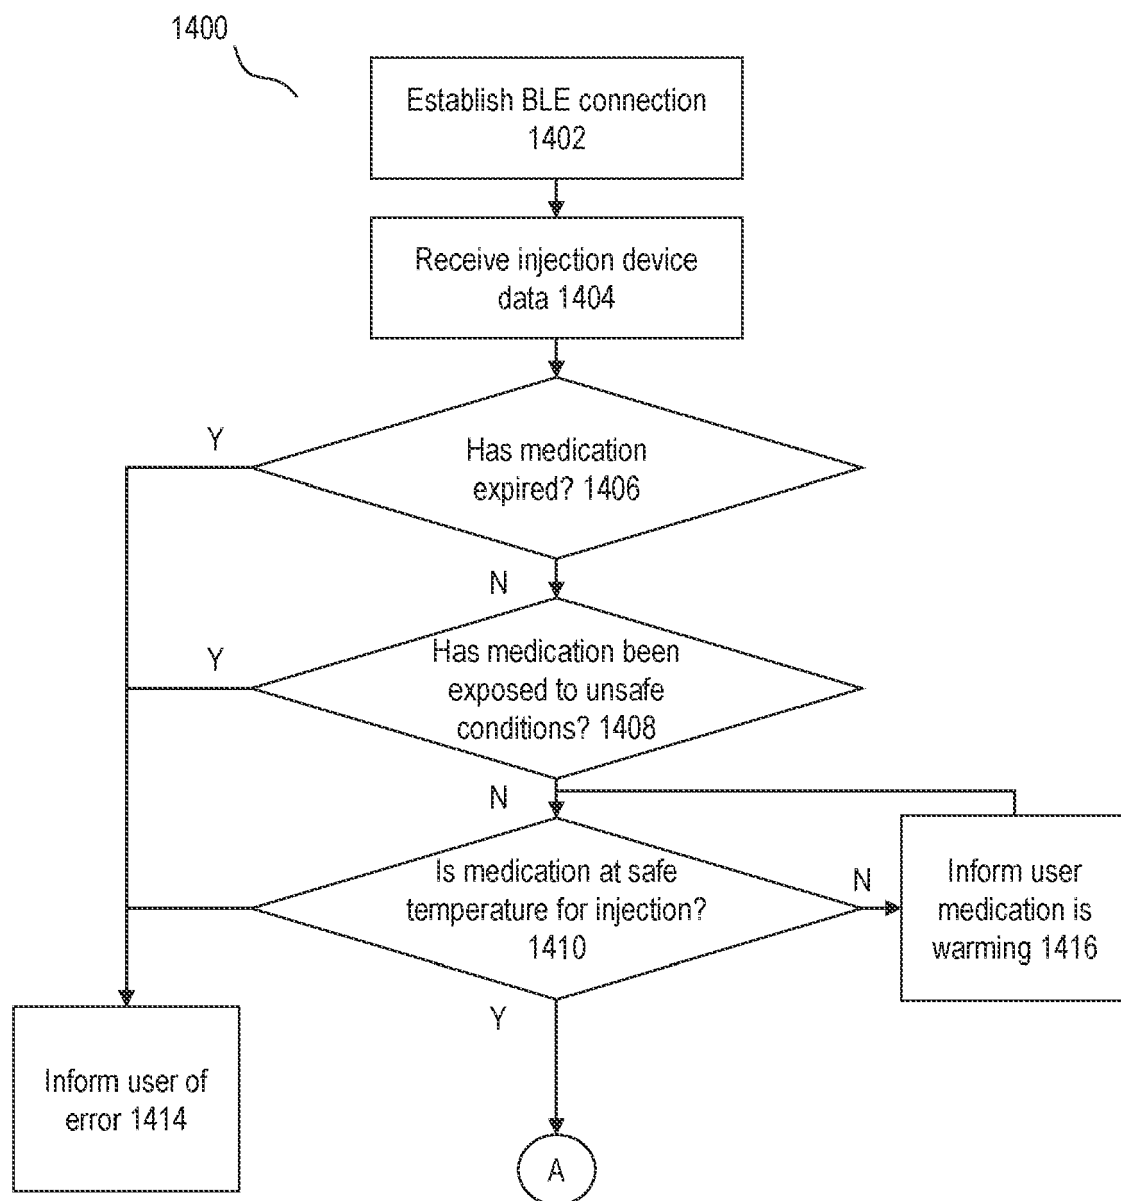 1400
Establish BLE connection
1402
Receive injection device
data 1404
Y
Has medication
expired? 1406
N
Y
Has medication been
exposed to unsafe
conditions? 1408
N
Is medication at safe
temperature for injection?
1410
N
Inform user
medication is
warming 1416
Y
Inform user of
error 1414
A